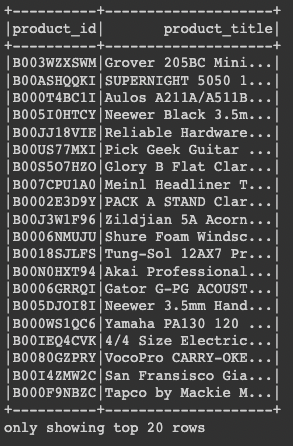 +----------+--------------------+
|product_id|       product_title|
+----------+--------------------+
|B003WZXSWM|Grover 205BC Mini...|
|B00ASHQQKI|SUPERNIGHT 5050 1...|
|B000T4BC1I|Aulos A211A/A511B...|
|B005I0HTCY|Neewer Black 3.5m...|
|B00JJ18VIE|Reliable Hardware...|
|B00US77MXI|Pick Geek Guitar ...|
|B00S5O7HZO|Glory B Flat Clar...|
|B007CPU1A0|Meinl Headliner T...|
|B0002E3D9Y|PACK A STAND Clar...|
|B00J3W1F96|Zildjian 5A Acorn...|
|B0006NMUJU|Shure Foam Windsc...|
|B0018SJLFS|Tung-Sol 12AX7 Pr...|
|B00N0HXT94|Akai Professional...|
|B0006GRRQI|Gator G-PG ACOUST...|
|B005DJOI8I|Neewer 3.5mm Hand...|
|B000WS1QC6|Yamaha PA130 120 ...|
|B00IEQ4CVK|4/4 Size Electric...|
|B0080GZPRY|VocoPro CARRY-OKE...|
|B00I4ZMW2C|San Fransisco Gia...|
|B000F9NBZC|Tapco by Mackie M...|
+----------+--------------------+
only showing top 20 rows